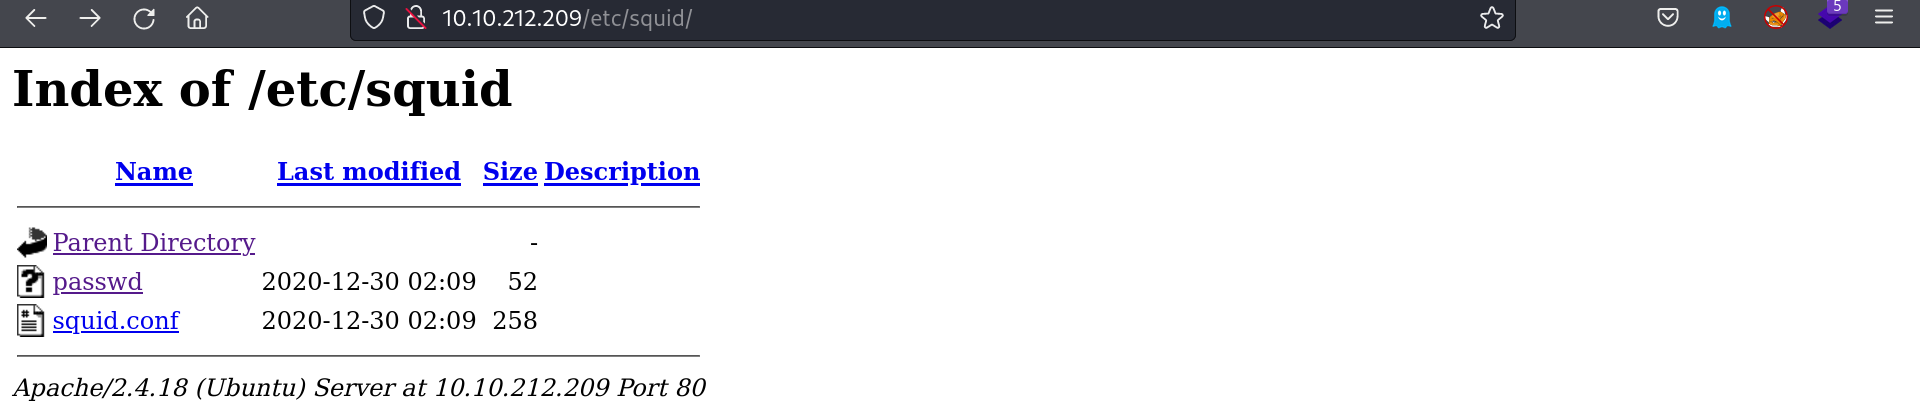 10.10.212.209/etc/squid/
5
Index of /etc/squid
Name Last modified Size Description
Parent Directory -
passwd 2020-12-30 02:09 52
squid.conf 2020-12-30 02:09 258
Apache/2.4.18 (Ubuntu) Server at 10.10.212.209 Port 80